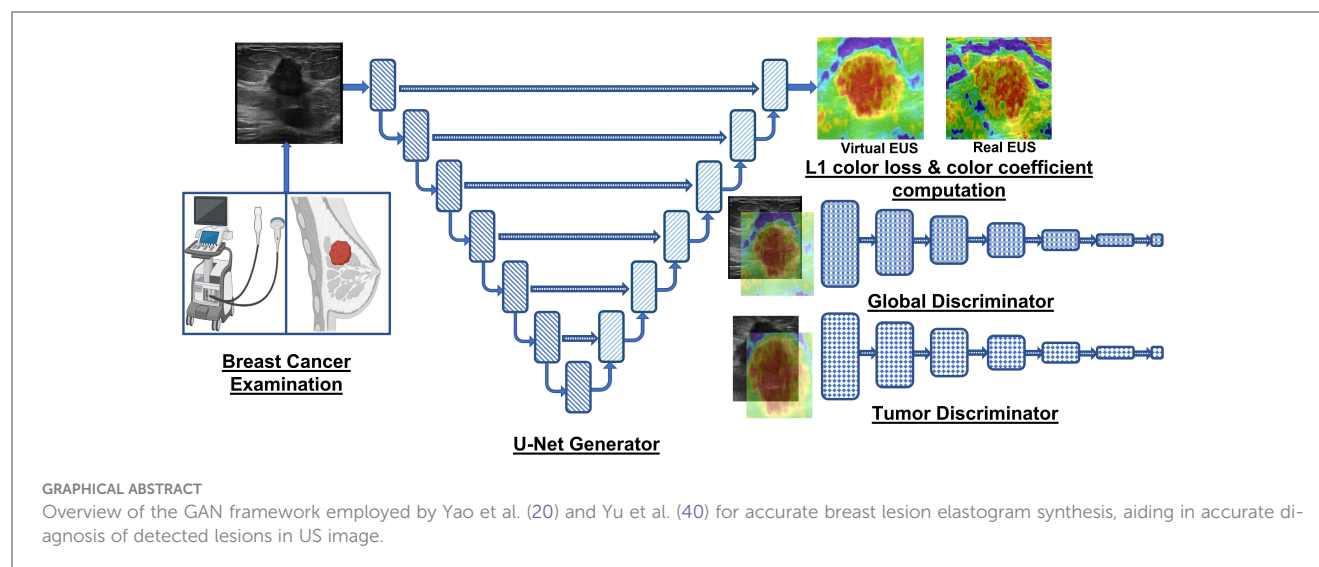 Virtual EUS
Real EUS
L1 color loss & color coefficient
computation
Global Discriminator
Breast Cancer
Examination
Tumor Discriminator
U-Net Generator
GRAPHICAL ABSTRACT
Overview of the GAN framework employed by Yao et al. (20) and Yu et al. (40) for accurate breast lesion elastogram synthesis, aiding in accurate di-
agnosis of detected lesions in US image.